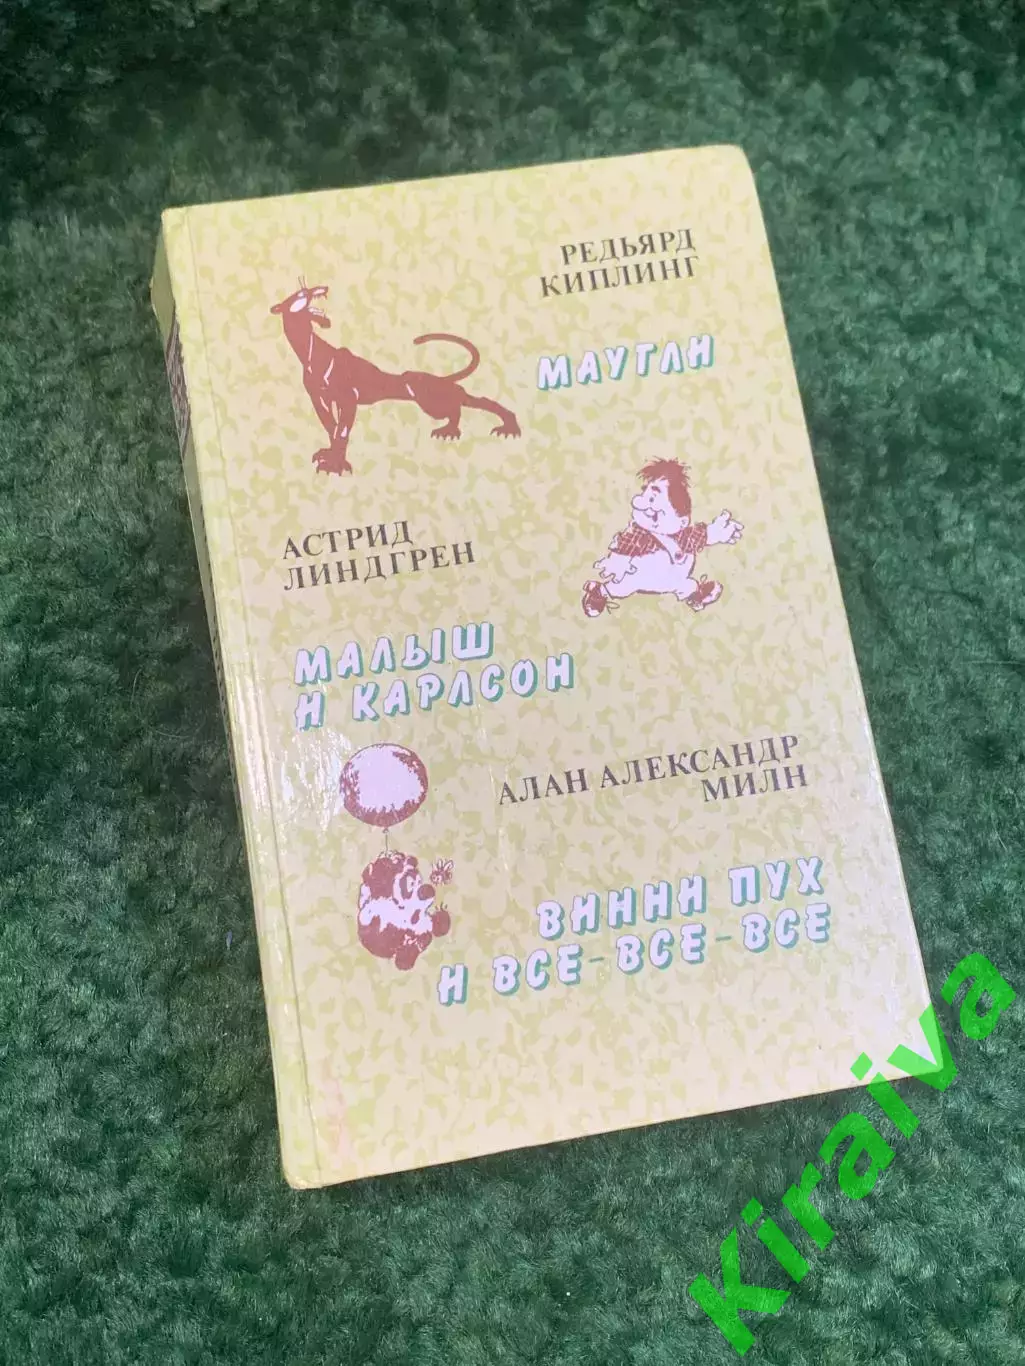 РЕДЬЯРД
КИПЛИНГ
МАУГЛИ
АСТРИД
ЛИНДГРЕН
МАЛЫШ
И КАРЛСОН
АЛАН АЛЕКСАНДР
МИЛН
ВИННИ ПУХ
И ВСЕ-ВСЕ-ВСЕ
Kiraiva